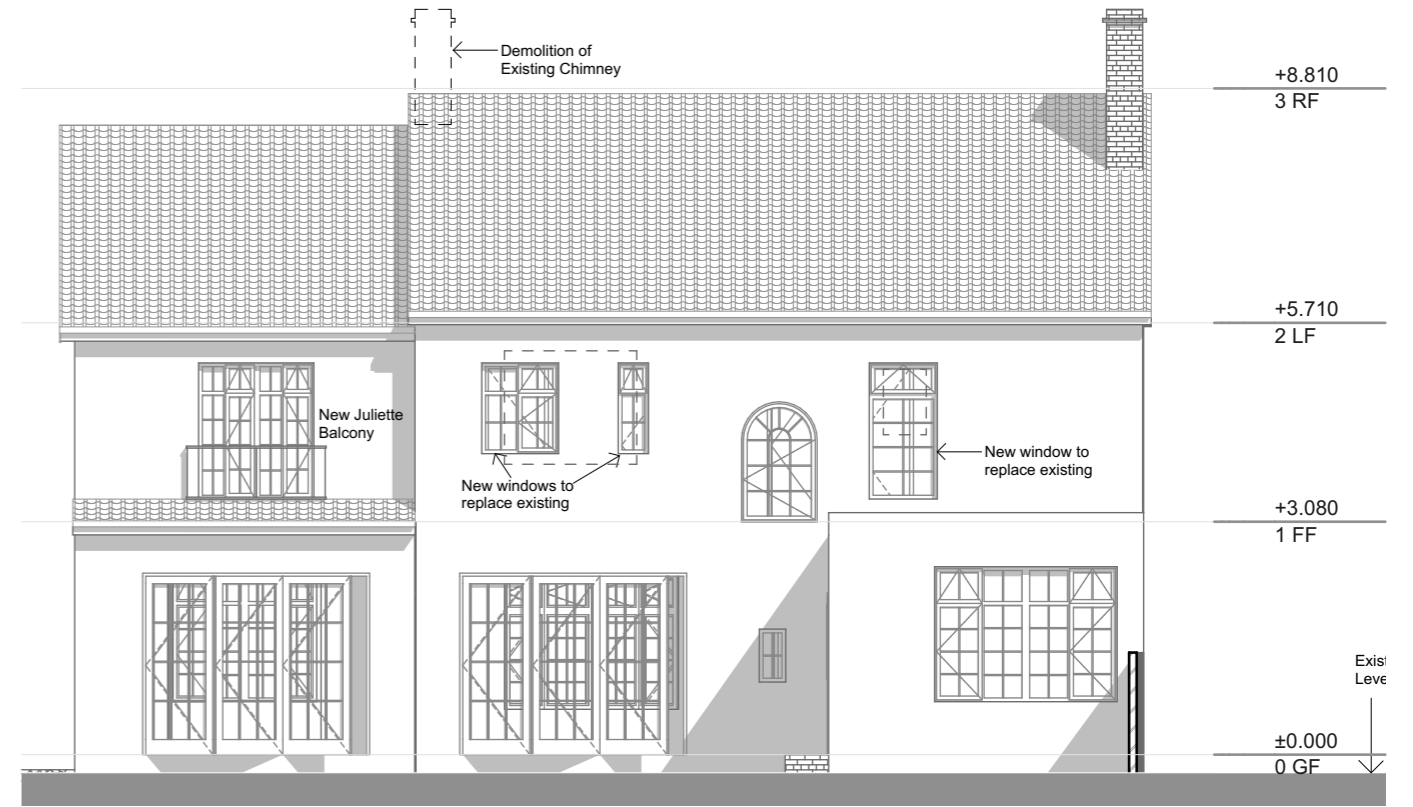 Demolition of
Existing Chimney
+8.810
3 RF
+5.710
2 LF
New Juliette
Balcony
New windows to
replace existing
New window to
replace existing
+3.080
1 FF
±0.000
0 GF